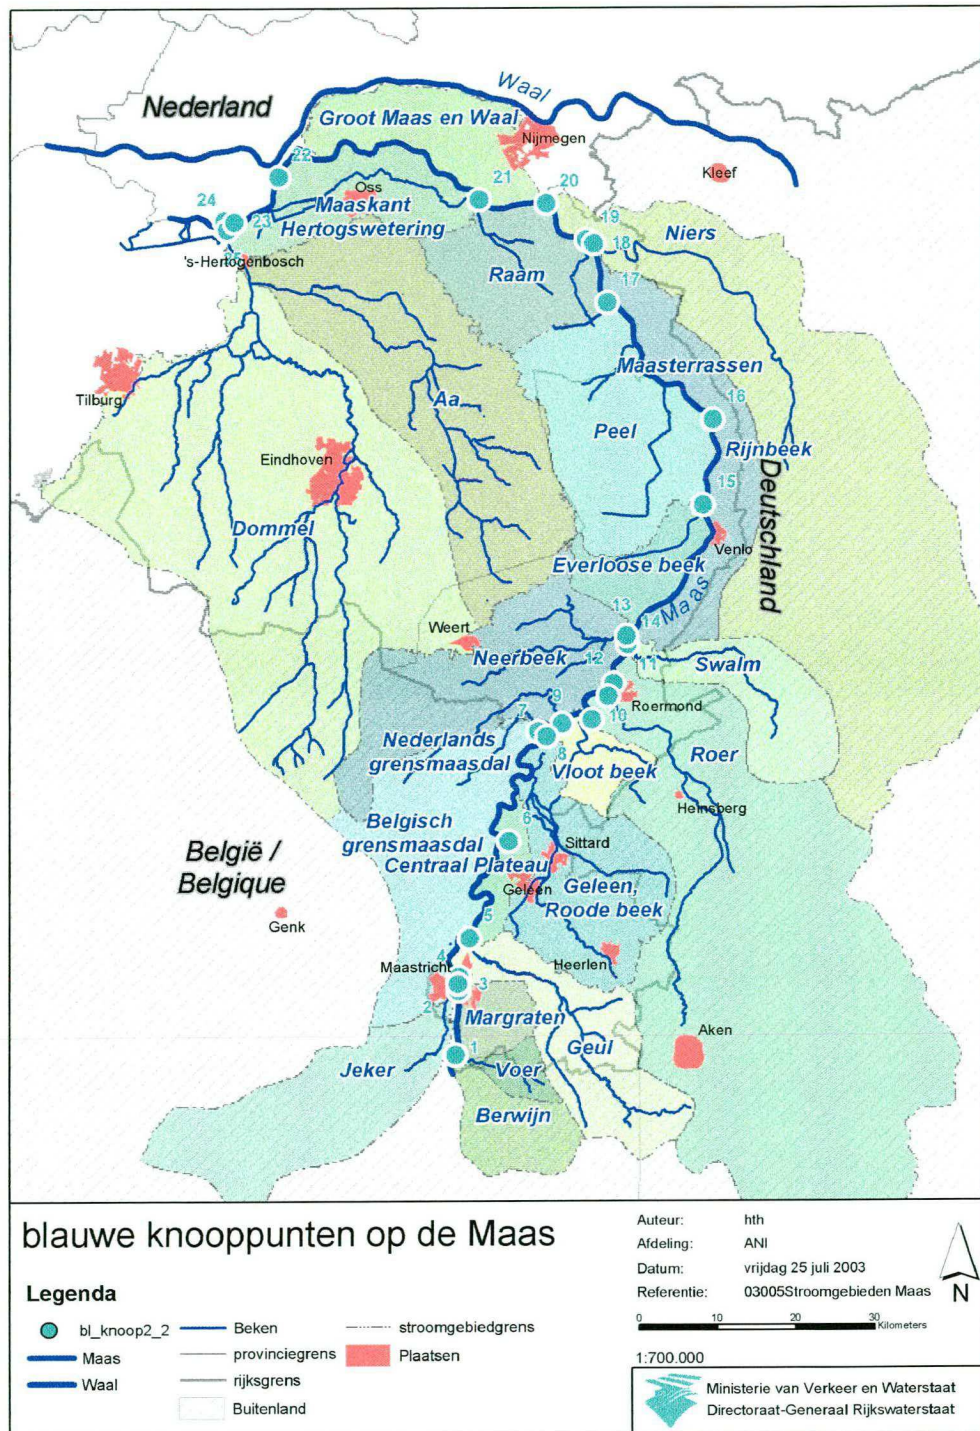 Waal
Nederland
Groot Maas en Waal
Nijmegen
22
Kleef
Oss
21
20
24
23
Maaskant
Hertogswetering
19
18
Niers
25
's-Hertogenbosch
Raam
17
Maasterrassen
Tilburg
Aa
16
Peel
Rijnbeek
Eindhoven
Deutschland
15
Dommel
Venlo
Everloose beek
Maas
13
14
Weert
Neerbeek
12
11
Swalm
9
Roermond
7
10
Nederlands
grensmaasdal
8
Vloot beek
Roer
Heinsberg
6
Belgisch
grensmaasdal
Centraal Plateau
Sittard
België /
Belgique
Geleen
Geleen,
Roode beek
Genk
5
Maastricht
4
Heerlen
3
2
Margraten
Aken
1
Geul
Jeker
Voer
Berwijn
blauwe knooppunten op de Maas
Legenda
bl_knoop2_2
Maas
Waal
Beken
provinciegrens
rijksgrens
Buitenland
stroomgebiedgrens
Plaatsen
Auteur: hth
Afdeling: ANI
Datum: vrijdag 25 juli 2003
Referentie: 03005Stroomgebieden Maas
N
0 10 20 30
Kilometers
1:700.000
Ministerie van Verkeer en Waterstaat
Directoraat-Generaal Rijkswaterstaat